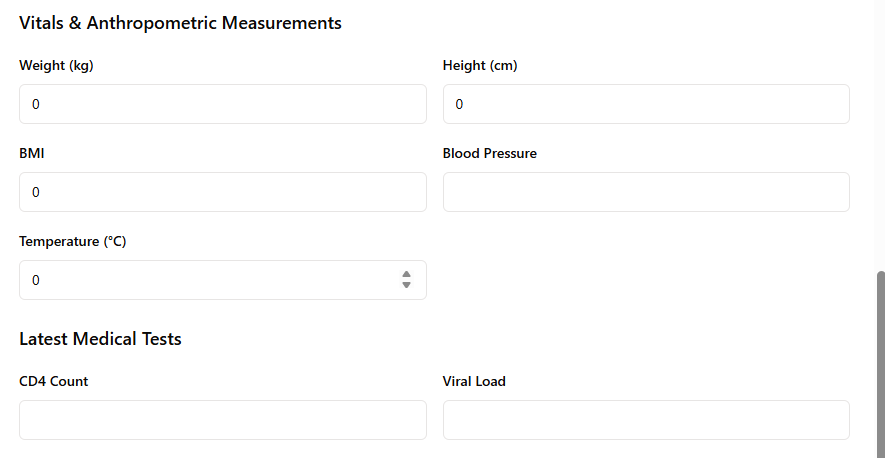 Vitals & Anthropometric Measurements
Weight (kg)
Height (cm)
0
0
BMI
Blood Pressure
0
Temperature (°C)
0
Latest Medical Tests
CD4 Count
Viral Load